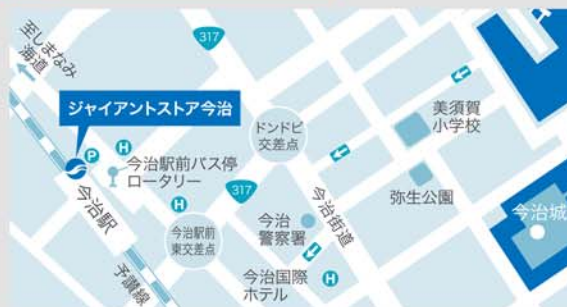 至しまなみ
海道
317
ジャイアントストア今治
P
H
今治駅前バス停
ロータリー
今治駅
H
317
ドンドビ
交差点
今治街道
美須賀
小学校
弥生公園
今治城
今治
警察署
今治駅前
東交差点
今治国際
ホテル
H
予讃線
H